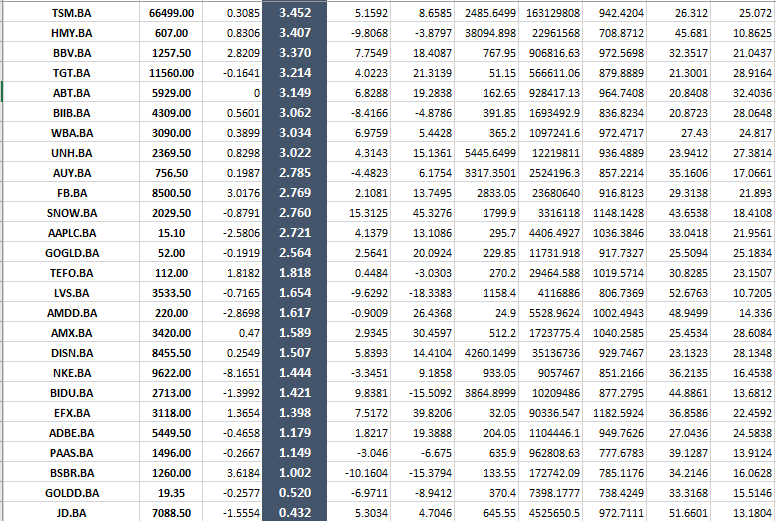 TSM.BA 66499.00 0.3085 3.452 5.1592 8.6585 2485.6499 163129808 942.4204 26.312 25.072
HMY.BA 607.00 0.8306 3.407 -9.8068 -3.8797 38094.898 22961568 708.8712 45.681 10.8625
BBV.BA 1257.50 2.8209 3.370 7.7549 18.4087 767.95 906816.63 972.5698 32.3517 21.0437
TGT.BA 11560.00 -0.1641 3.214 4.0223 21.3139 51.15 566611.06 879.8889 21.3001 28.9164
ABT.BA 5929.00 0 3.149 6.8288 19.2838 162.65 928417.13 964.7408 20.8408 32.4036
BIIB.BA 4309.00 0.5601 3.062 -8.4166 -4.8786 391.85 1693492.9 836.8234 20.8723 28.0648
WBA.BA 3090.00 0.3899 3.034 6.9759 5.4428 365.2 1097241.6 972.4717 27.43 24.817
UNH.BA 2369.50 0.8298 3.022 4.3143 15.1361 5445.6499 12219811 936.4889 23.9412 27.3814
AUY.BA 756.50 0.1987 2.785 -4.4823 6.1754 3317.3501 2524196.3 857.2214 35.1606 17.0661
FB.BA 8500.50 3.0176 2.769 2.1081 13.7495 2833.05 23680640 916.8123 29.3138 21.893
SNOW.BA 2029.50 -0.8791 2.760 15.3125 45.3276 1799.9 3316118 1148.1428 43.6538 18.4108
AAPLC.BA 15.10 -2.5806 2.721 4.1379 13.1086 295.7 4406.4927 1036.3846 33.0418 21.9561
GOGLD.BA 52.00 -0.1919 2.564 2.5641 20.0924 229.85 11731.918 917.7327 25.5094 25.1834
TEFO.BA 112.00 1.8182 1.818 0.4484 -3.0303 270.2 29464.588 1019.5714 30.8285 23.1507
LVS.BA 3533.50 -0.7165 1.654 -9.6292 -18.3383 1158.4 4116886 806.7369 52.6763 10.7205
AMDD.BA 220.00 -2.8698 1.617 -0.9009 26.4368 24.9 5528.9624 1002.4943 48.9499 14.336
AMX.BA 3420.00 0.47 1.589 2.9345 30.4597 512.2 1723775.4 1040.2585 25.4534 28.6084
DISN.BA 8455.50 0.2549 1.507 5.8393 14.4104 4260.1499 35136736 929.7467 23.1323 28.1348
NKE.BA 9622.00 -8.1651 1.444 -3.3451 9.1858 933.05 9057467 851.2166 36.2135 16.4538
BIDU.BA 2713.00 -1.3992 1.421 9.8381 -15.5092 3864.8999 10209486 877.2795 44.8861 13.6812
EFX.BA 3118.00 1.3654 1.398 7.5172 39.8206 32.05 90336.547 1182.5924 36.8586 22.4592
ADBE.BA 5449.50 -0.4658 1.179 1.8217 19.3888 204.05 1104446.1 949.7626 27.0436 24.5838
PAAS.BA 1496.00 -0.2667 1.149 -3.046 -6.675 635.9 962808.63 777.6783 39.1287 13.9124
BSBR.BA 1260.00 3.6184 1.002 -10.1604 -15.3794 133.55 172742.09 785.1176 34.2146 16.0628
GOLDD.BA 19.35 -0.2577 0.520 -6.9711 -8.9412 370.4 7398.1777 738.4249 33.3168 15.5146
JD.BA 7088.50 -1.5554 0.432 5.3034 4.7046 645.55 4525650.5 972.7111 51.6601 13.1804